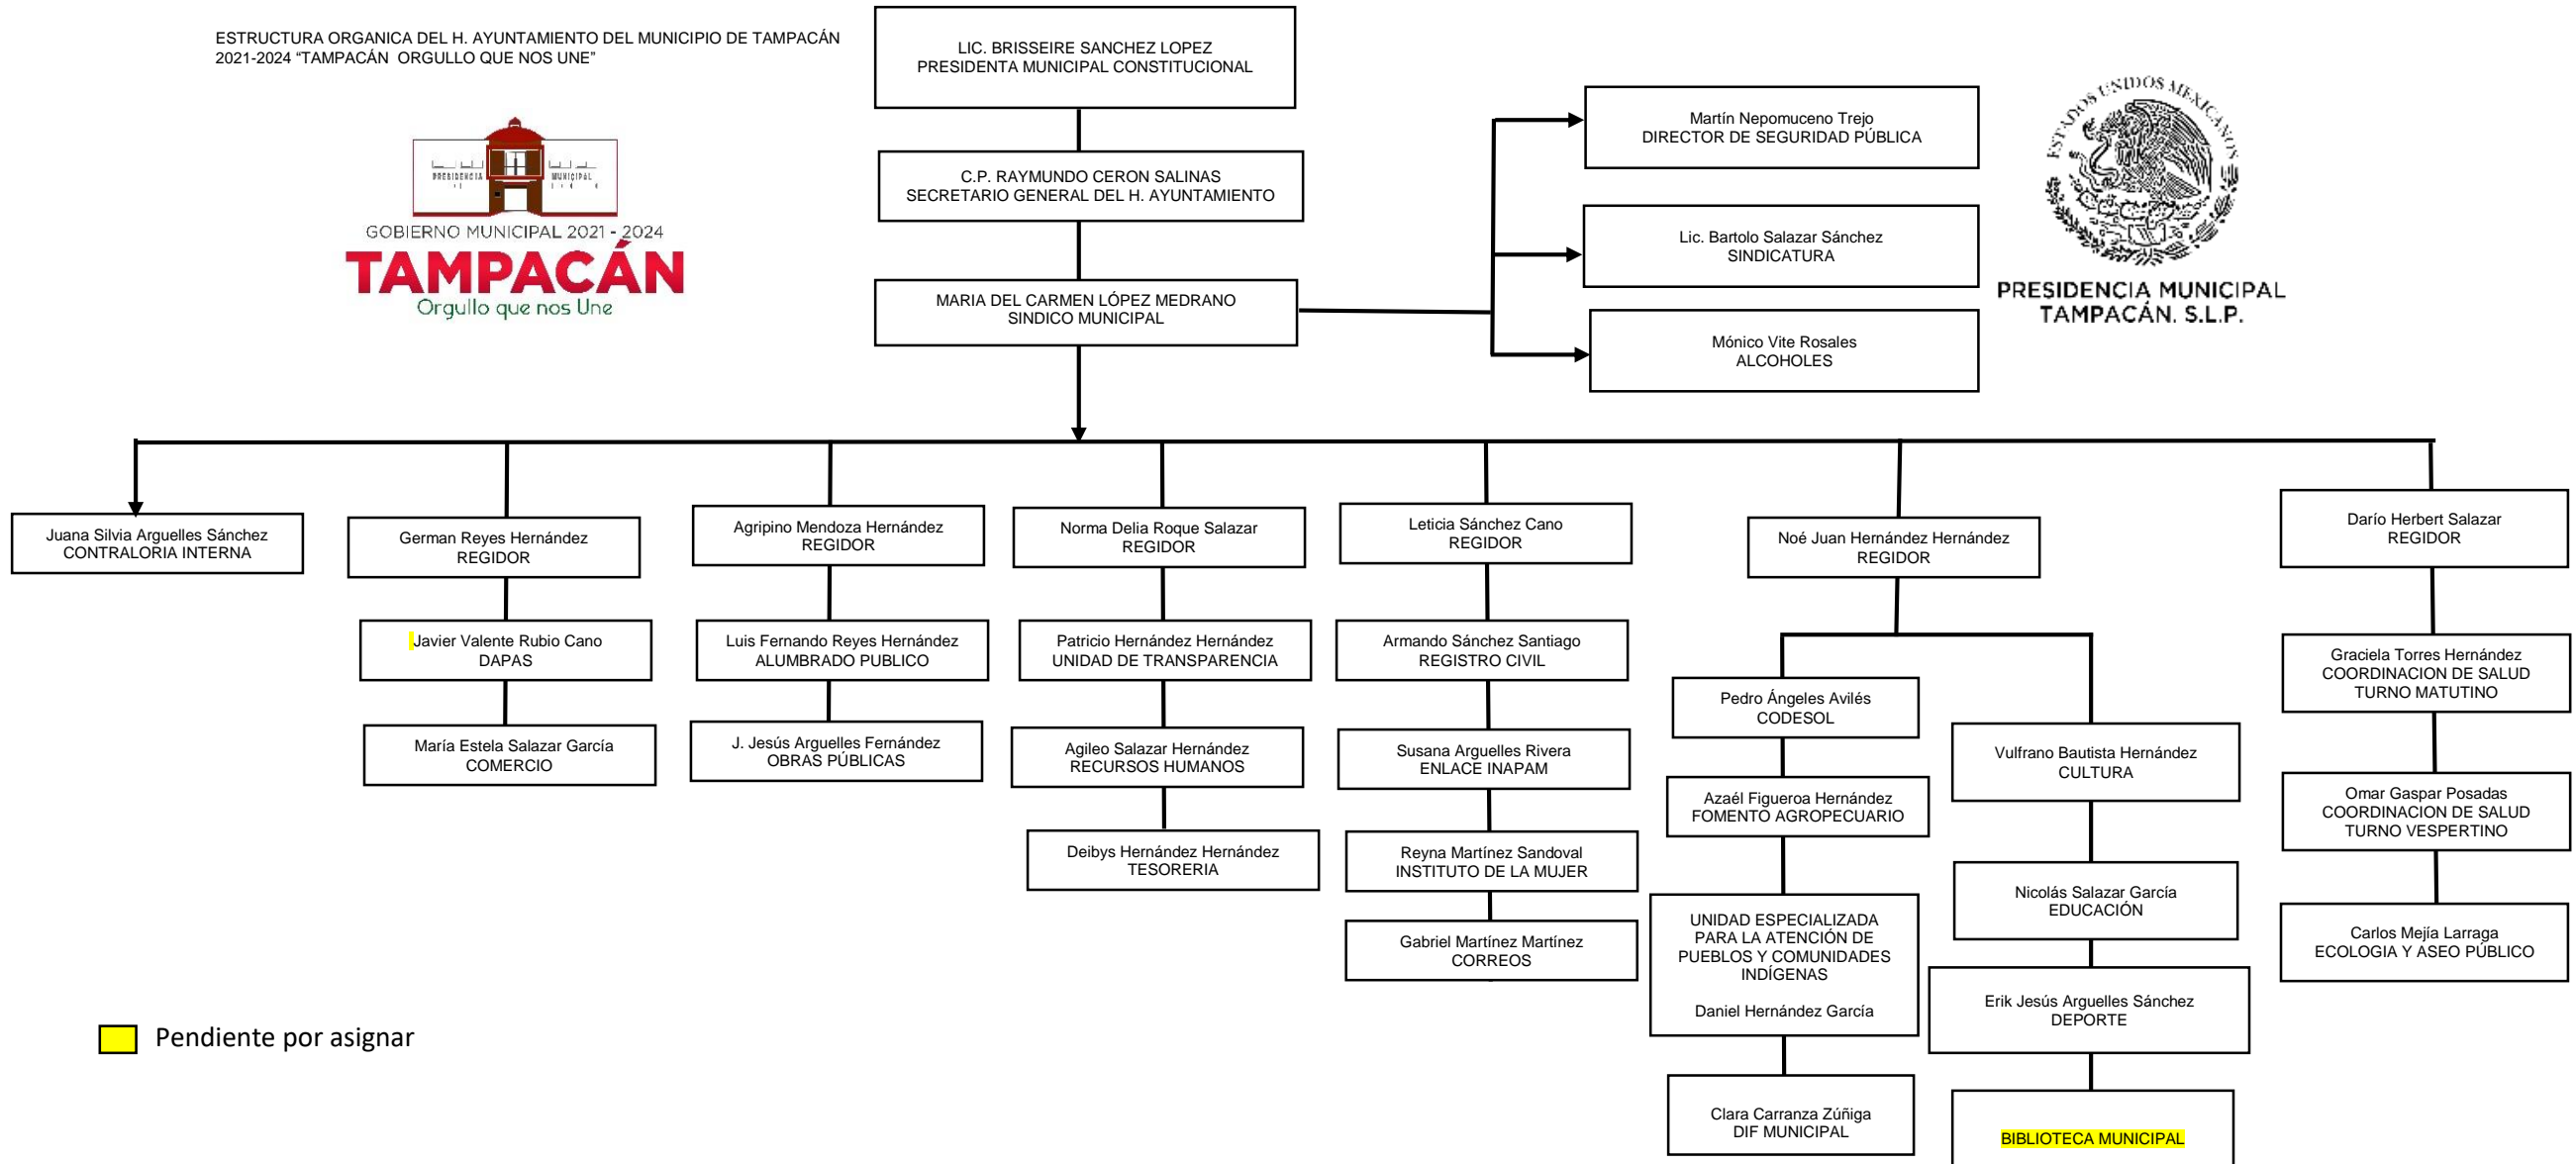 ESTRUCTURA ORGANICA DEL H. AYUNTAMIENTO DEL MUNICIPIO DE TAMPACÁN
2021-2024 “TAMPACÁN ORGULLO QUE NOS UNE”
LIC. BRISSEIRE SANCHEZ LOPEZ
PRESIDENTA MUNICIPAL CONSTITUCIONAL
PRESIDENCIA MUNICIPAL
GOBIERNO MUNICIPAL 2021 - 2024
TAMPACÁN
Orgullo que nos Une
C.P. RAYMUNDO CERON SALINAS
SECRETARIO GENERAL DEL H. AYUNTAMIENTO
MARIA DEL CARMEN LÓPEZ MEDRANO
SINDICO MUNICIPAL
Martín Nepomuceno Trejo
DIRECTOR DE SEGURIDAD PÚBLICA
Lic. Bartolo Salazar Sánchez
SINDICATURA
Mónico Vite Rosales
ALCOHOLES
ESTADOS UNIDOS MEXICANOS
PRESIDENCIA MUNICIPAL
TAMPACÁN. S.L.P.
Juana Silvia Arguelles Sánchez
CONTRALORIA INTERNA
German Reyes Hernández
REGIDOR
Javier Valente Rubio Cano
DAPAS
María Estela Salazar García
COMERCIO
Agripino Mendoza Hernández
REGIDOR
Luis Fernando Reyes Hernández
ALUMBRADO PUBLICO
J. Jesús Arguelles Fernández
OBRAS PÚBLICAS
Norma Delia Roque Salazar
REGIDOR
Patricio Hernández Hernández
UNIDAD DE TRANSPARENCIA
Agileo Salazar Hernández
RECURSOS HUMANOS
Deibys Hernández Hernández
TESORERIA
Leticia Sánchez Cano
REGIDOR
Armando Sánchez Santiago
REGISTRO CIVIL
Susana Arguelles Rivera
ENLACE INAPAM
Reyna Martínez Sandoval
INSTITUTO DE LA MUJER
Gabriel Martínez Martínez
CORREOS
Noé Juan Hernández Hernández
REGIDOR
Pedro Ángeles Avilés
CODESOL
Azaél Figueroa Hernández
FOMENTO AGROPECUARIO
UNIDAD ESPECIALIZADA
PARA LA ATENCIÓN DE
PUEBLOS Y COMUNIDADES
INDÍGENAS
Daniel Hernández García
Clara Carranza Zúñiga
DIF MUNICIPAL
Vulfrano Bautista Hernández
CULTURA
Nicolás Salazar García
EDUCACIÓN
Erik Jesús Arguelles Sánchez
DEPORTE
BIBLIOTECA MUNICIPAL
Darío Herbert Salazar
REGIDOR
Graciela Torres Hernández
COORDINACION DE SALUD
TURNO MATUTINO
Omar Gaspar Posadas
COORDINACION DE SALUD
TURNO VESPERTINO
Carlos Mejía Larraga
ECOLOGIA Y ASEO PÚBLICO
Pendiente por asignar